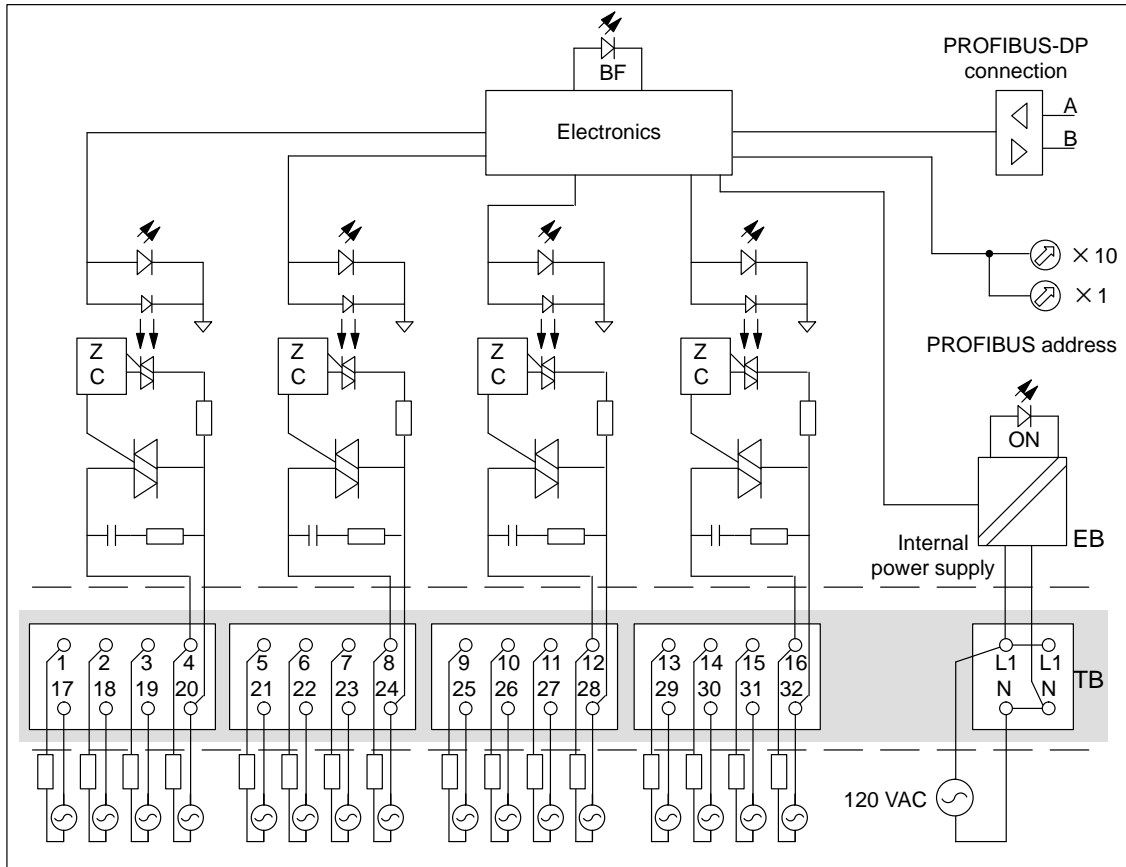 BF
PROFIBUS-DP
connection
Electronics
A
B
× 10
× 1
PROFIBUS address
Z
C
Z
C
Z
C
Z
C
ON
Internal
power supply
EB
1 2 3 4 5 6 7 8 9 10 11 12 13 14 15 16 L1 L1
17 18 19 20 21 22 23 24 25 26 27 28 29 30 31 32 N N
TB
120 VAC